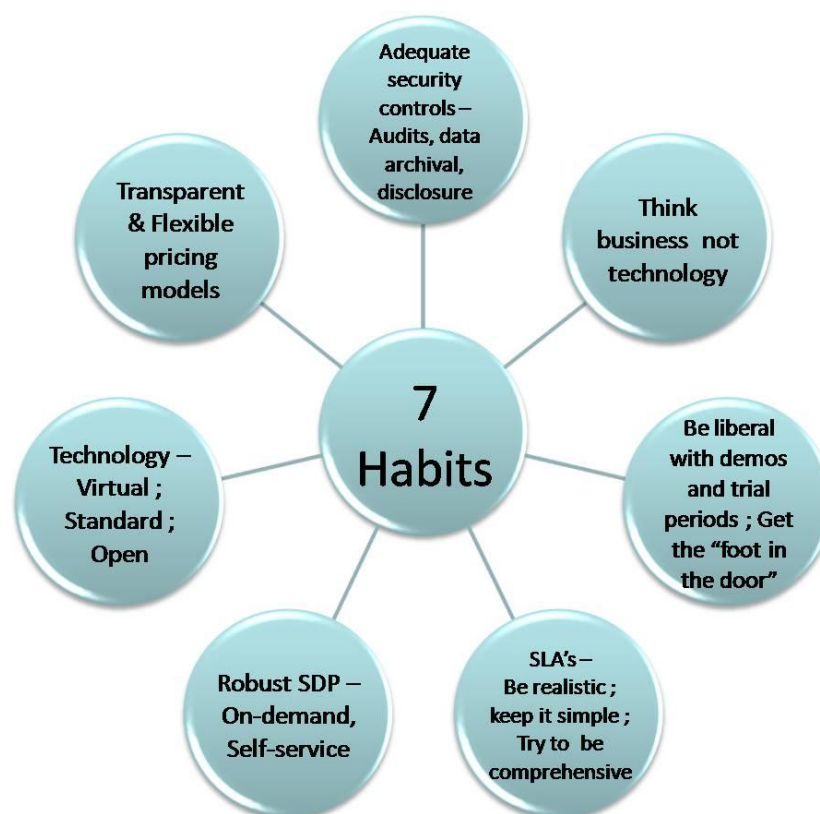 Adequate
security
controls –
Audits, data
archival,
disclosure
Think
business not
technology
Be liberal
with demos
and trial
periods ; Get
the “foot in
the door”
SLA's –
Be realistic ;
keep it simple ;
Try to be
comprehensive
Robust SDP –
On-demand,
Self-service
Technology –
Virtual ;
Standard ;
Open
Transparent
& Flexible
pricing
models
7
Habits